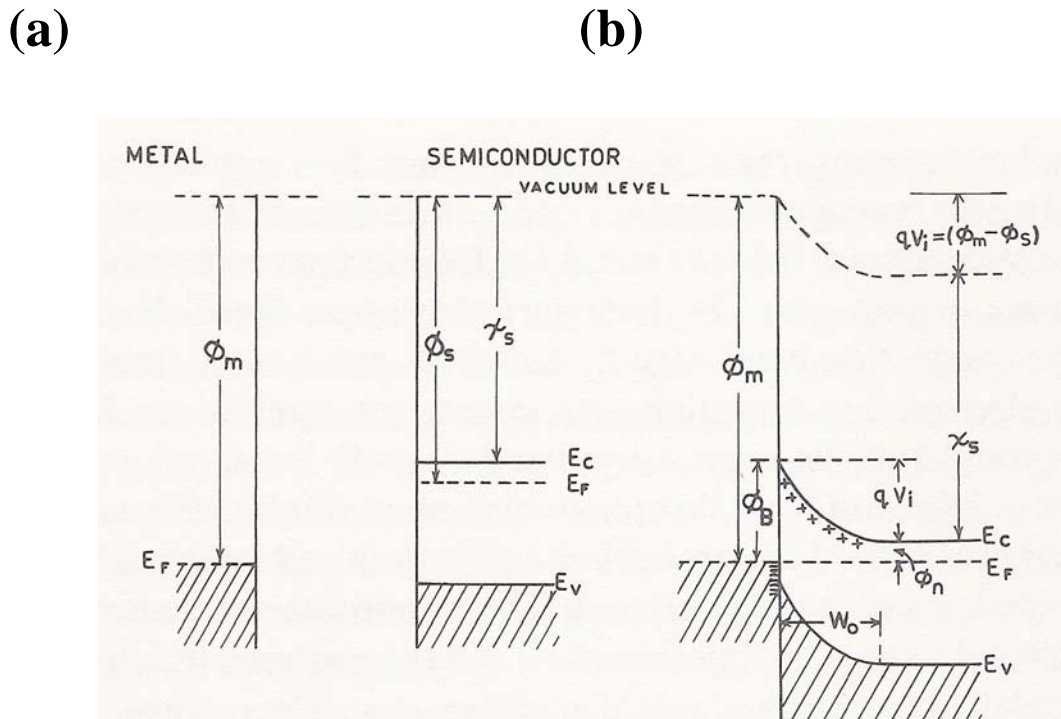 (a)
(b)
METAL
SEMICONDUCTOR
VACUUM LEVEL
qVi=(ϕm−ϕs)
ϕm
ϕs
χs
ϕm
χs
Ec
EF
ϕB
qVi
EF
Ec
EF
ϕn
Ev
Wo
Ev